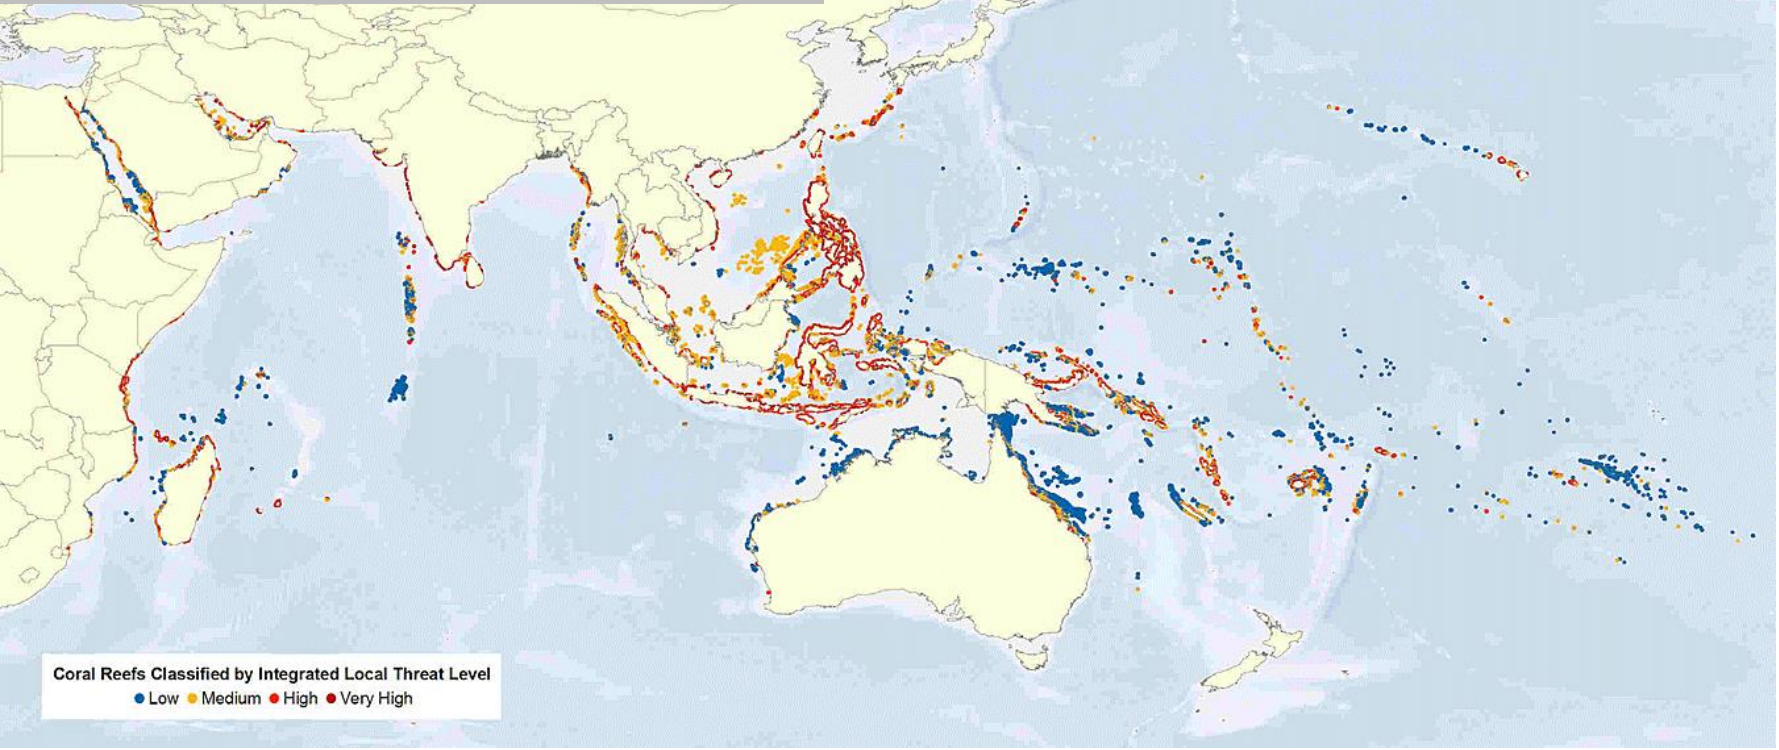 Coral Reefs Classified by Integrated Local Threat Level
Low Medium High Very High